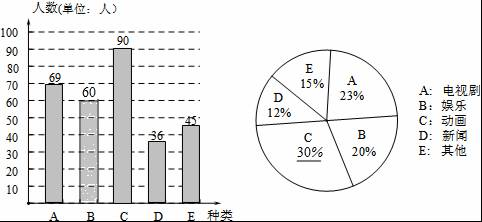 人数(单位：人)
100
90
80
70
60
50
40
30
20
10
69
60
90
36
45
A B C D E 种类
A
23%
B
20%
C
30%
D
12%
E
15%
A: 电视剧
B: 娱乐
C: 动画
D: 新闻
E: 其他